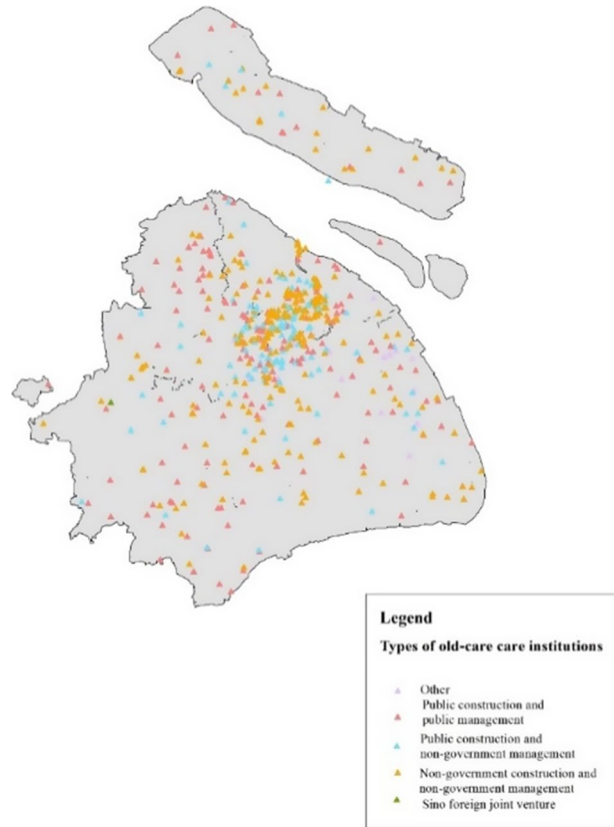 Legend
Types of old-care care institutions
Other
Public construction and
public management
Public construction and
non-government management
Non-government construction and
non-government management
Sino foreign joint venture